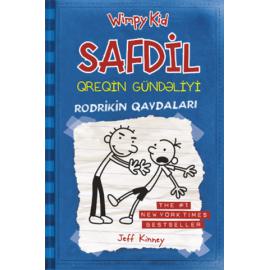 Wimpy Kid
SAFDİL
QREQİN GÜNDƏLİYİ
RODRİKİN QAYDALARI
THE #1
NEW YORK TIMES
BESTSELLER
Jeff Kinney